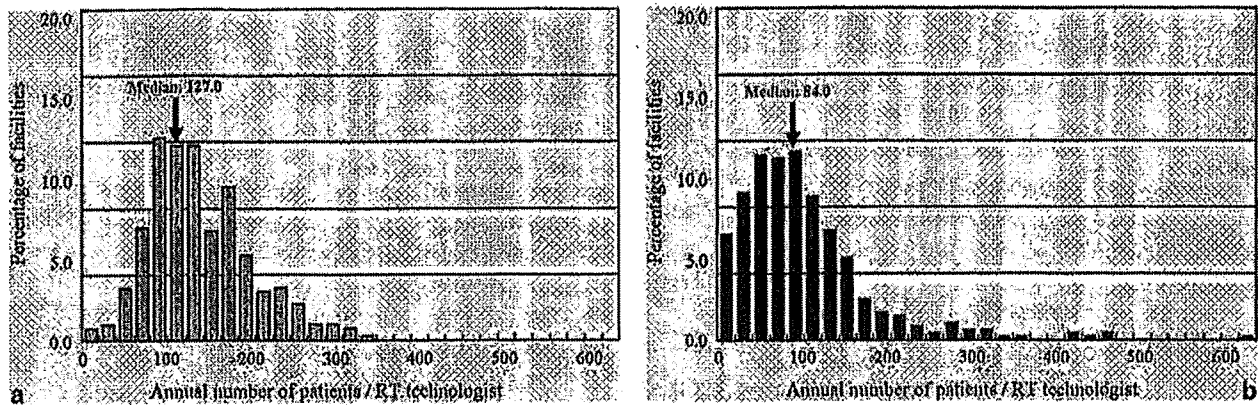 Percentage of facilities
20.0
15.0
10.0
5.0
0.0
Median: 127.0
0 100 200 300 400 500 600
Annual number of patients / RT technologist
a
Percentage of facilities
20.0
15.0
10.0
5.0
0.0
Median: 84.0
0 100 200 300 400 500 600
Annual number of patients / RT technologist
b